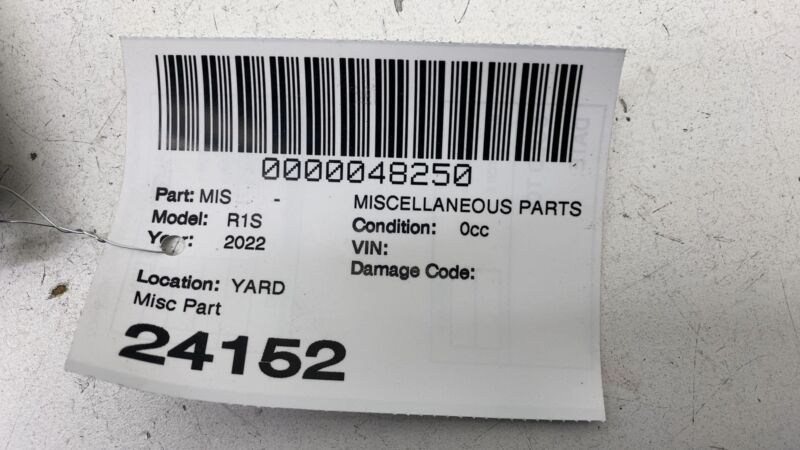 0000048250
Part: MIS - MISCELLANEOUS PARTS
Model: R1S Condition: 0cc
Year: 2022 VIN:
Damage Code:
Location: YARD
Misc Part
24152